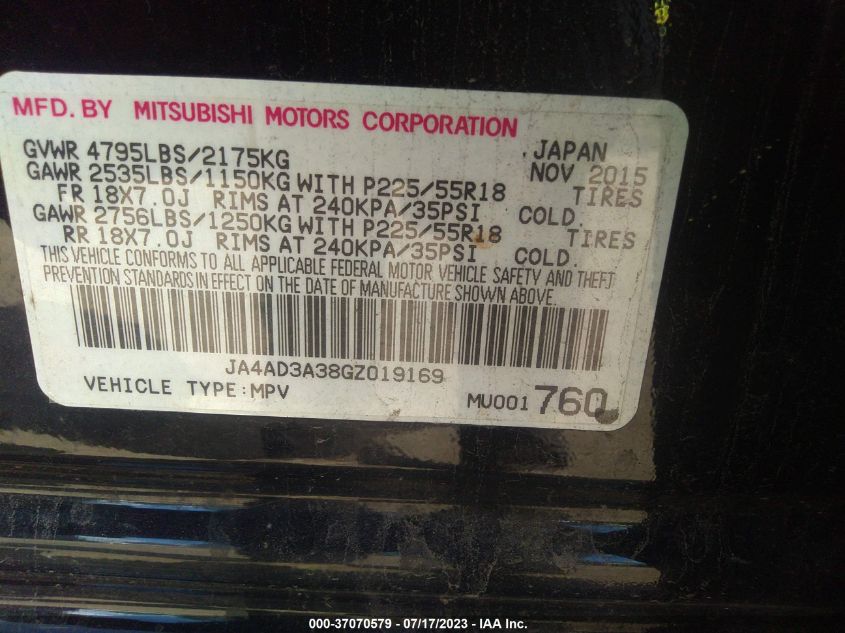 MFD. BY MITSUBISHI MOTORS CORPORATION
GVWR 4795LBS/2175KG .JAPAN
GAWR 2535LBS/1150KG WITH P225/55R18 NOV 2015
FR 18X7.0J RIMS AT 240KPA/35PSI COLD. TIRES
GAWR 2756LBS/1250KG WITH P225/55R18 TIRES
RR 18X7.0J RIMS AT 240KPA/35PSI COLD.
THIS VEHICLE CONFORMS TO ALL APPLICABLE FEDERAL MOTOR VEHICLE SAFETY AND THEFT
PREVENTION STANDARDS IN EFFECT ON THE DATE OF MANUFACTURE SHOWN ABOVE.
JA4AD3A38GZ019169
VEHICLE TYPE:MPV MU001 760
000-37070579 / 07/17/2023 - IAA Inc.